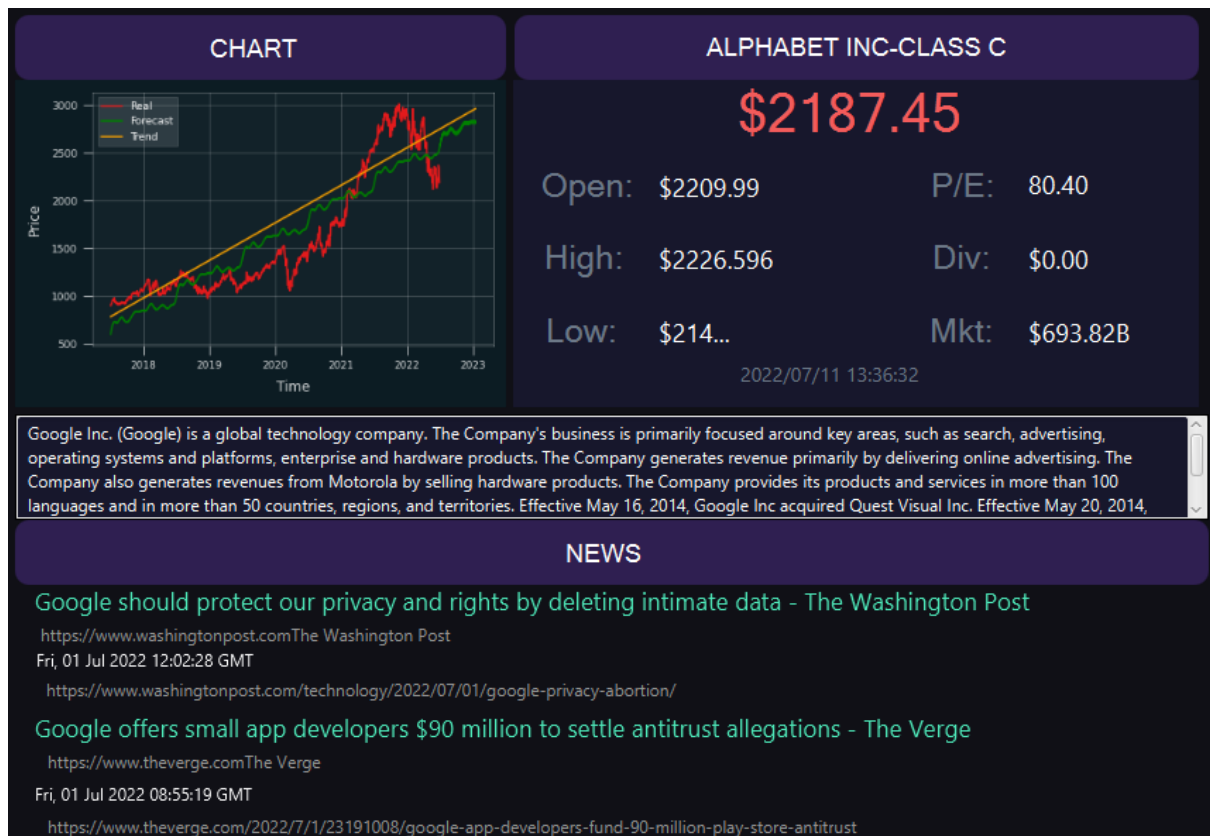 CHART
3000
2500
2000
1500
1000
500
Price
Real
Forecast
Trend
2018 2019 2020 2021 2022 2023
Time
ALPHABET INC-CLASS C
$2187.45
Open: $2209.99 P/E: 80.40
High: $2226.596 Div: $0.00
Low: $214... Mkt: $693.82B
2022/07/11 13:36:32
Google Inc. (Google) is a global technology company. The Company's business is primarily focused around key areas, such as search, advertising,
operating systems and platforms, enterprise and hardware products. The Company generates revenue primarily by delivering online advertising. The
Company also generates revenues from Motorola by selling hardware products. The Company provides its products and services in more than 100
languages and in more than 50 countries, regions, and territories. Effective May 16, 2014, Google Inc acquired Quest Visual Inc. Effective May 20, 2014,
NEWS
Google should protect our privacy and rights by deleting intimate data - The Washington Post
https://www.washingtonpost.comThe Washington Post
Fri, 01 Jul 2022 12:02:28 GMT
https://www.washingtonpost.com/technology/2022/07/01/google-privacy-abortion/
Google offers small app developers $90 million to settle antitrust allegations - The Verge
https://www.theverge.comThe Verge
Fri, 01 Jul 2022 08:55:19 GMT
https://www.theverge.com/2022/7/1/23191008/google-app-developers-fund-90-million-play-store-antitrust